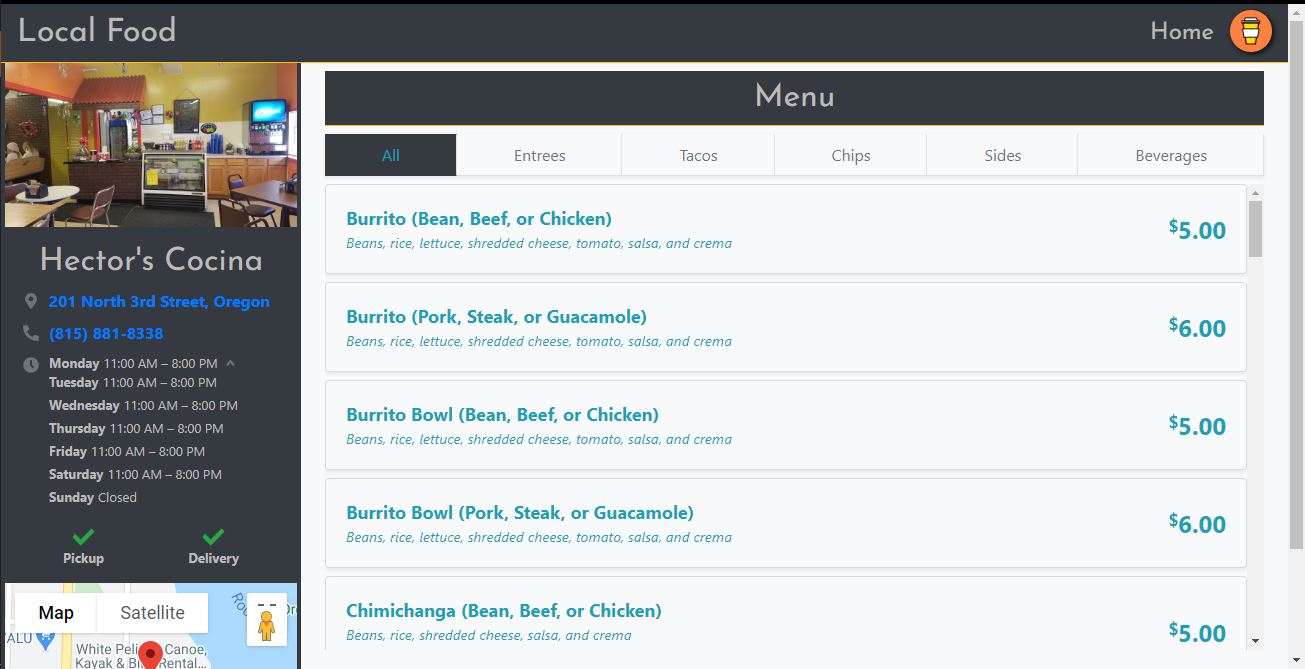 Local Food
Home
Hector's Cocina
201 North 3rd Street, Oregon
(815) 881-8338
Monday 11:00 AM – 8:00 PM
Tuesday 11:00 AM – 8:00 PM
Wednesday 11:00 AM – 8:00 PM
Thursday 11:00 AM – 8:00 PM
Friday 11:00 AM – 8:00 PM
Saturday 11:00 AM – 8:00 PM
Sunday Closed
Pickup
Delivery
Map
Satellite
White Canoe,
Kayak & Rental...
Menu
All
Entrees
Tacos
Chips
Sides
Beverages
Burrito (Bean, Beef, or Chicken)
Beans, rice, lettuce, shredded cheese, tomato, salsa, and crema
$5.00
Burrito (Pork, Steak, or Guacamole)
Beans, rice, lettuce, shredded cheese, tomato, salsa, and crema
$6.00
Burrito Bowl (Bean, Beef, or Chicken)
Beans, rice, lettuce, shredded cheese, tomato, salsa, and crema
$5.00
Burrito Bowl (Pork, Steak, or Guacamole)
Beans, rice, lettuce, shredded cheese, tomato, salsa, and crema
$6.00
Chimichanga (Bean, Beef, or Chicken)
Beans, rice, shredded cheese, salsa, and crema
$5.00